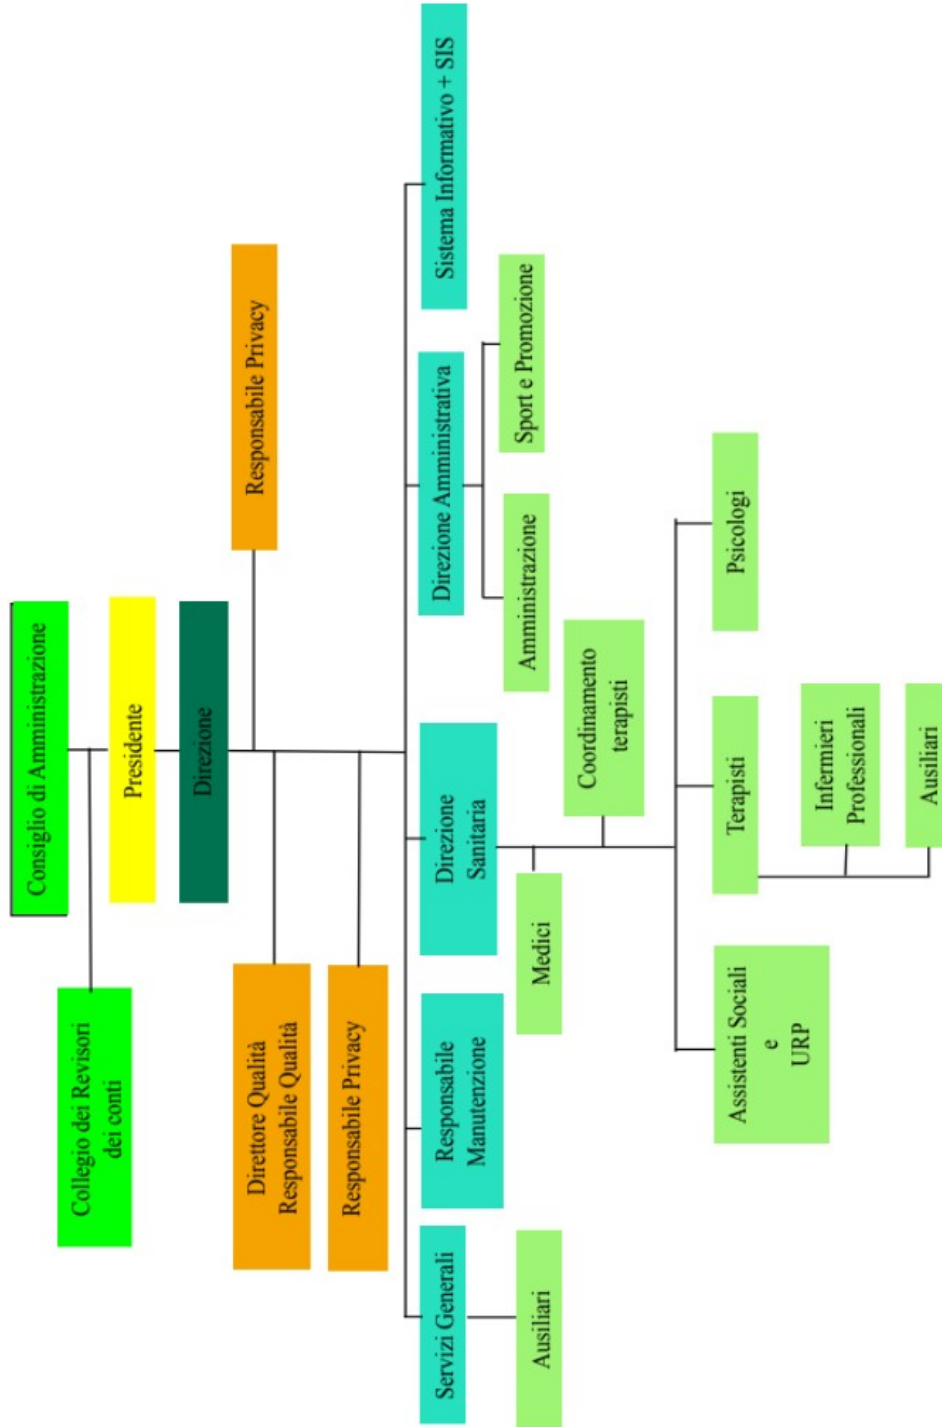 Consiglio di Amministrazione
Collegio dei Revisori
dei conti
Presidente
Direzione
Responsabile Privacy
Direttore Qualità
Responsabile Qualità
Responsabile Privacy
Servizi Generali
Responsabile
Manutenzione
Direzione
Sanitaria
Direzione Amministrativa
Sistema Informativo + SIS
Ausiliari
Medici
Amministrazione
Sport e Promozione
Coordinamento
terapisti
Assistenti Sociali
e
URP
Terapisti
Psicologi
Infermieri
Professionali
Ausiliari